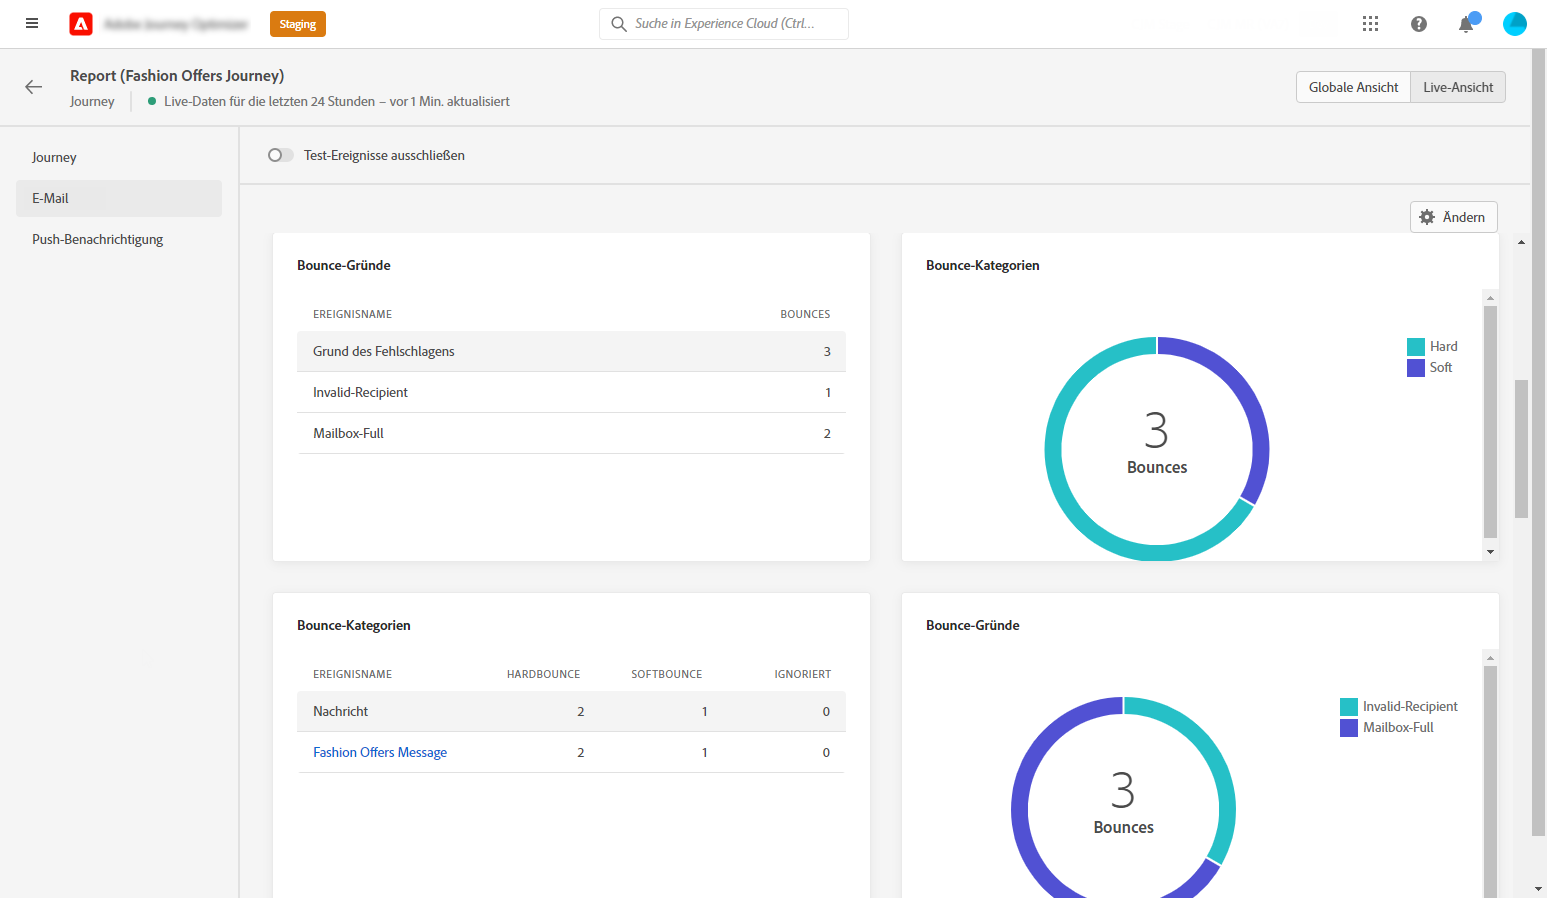 Staging
Suche in Experience Cloud (Ctrl...
Report (Fashion Offers Journey)
Journey
Live-Daten für die letzten 24 Stunden – vor 1 Min. aktualisiert
Globale Ansicht
Live-Ansicht
Journey
E-Mail
Push-Benachrichtigung
Test-Ereignisse ausschließen
Ändern
Bounce-Gründe
EREIGNISNAME BOUNCES
Grund des Fehlschlagens 3
Invalid-Recipient 1
Mailbox-Full 2
Bounce-Kategorien
Hard
Soft
3
Bounces
Bounce-Kategorien
EREIGNISNAME HARDBOUNCE SOFTBOUNCE IGNORIERT
Nachricht 2 1 0
Fashion Offers Message 2 1 0
Bounce-Gründe
Invalid-Recipient
Mailbox-Full
3
Bounces